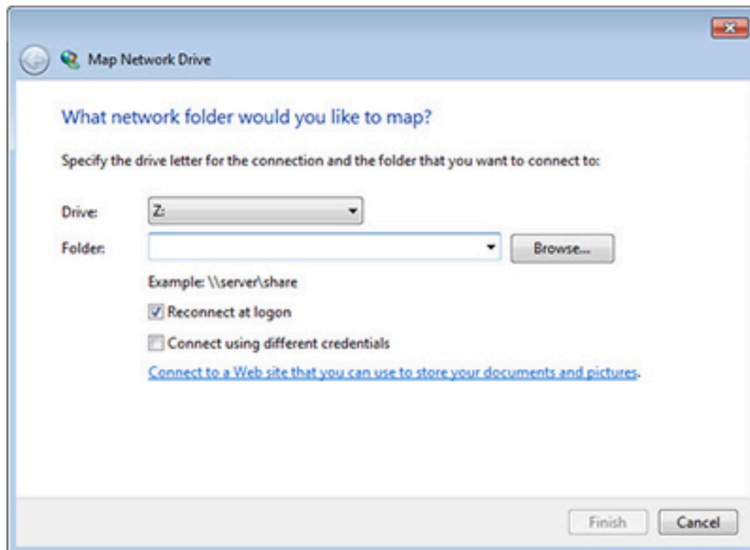 Map Network Drive
What network folder would you like to map?
Specify the drive letter for the connection and the folder that you want to connect to:
Drive: Z:
Folder: Browse...
Example: \\server\share
Reconnect at logon
Connect using different credentials
Connect to a Web site that you can use to store your documents and pictures.
Finish Cancel